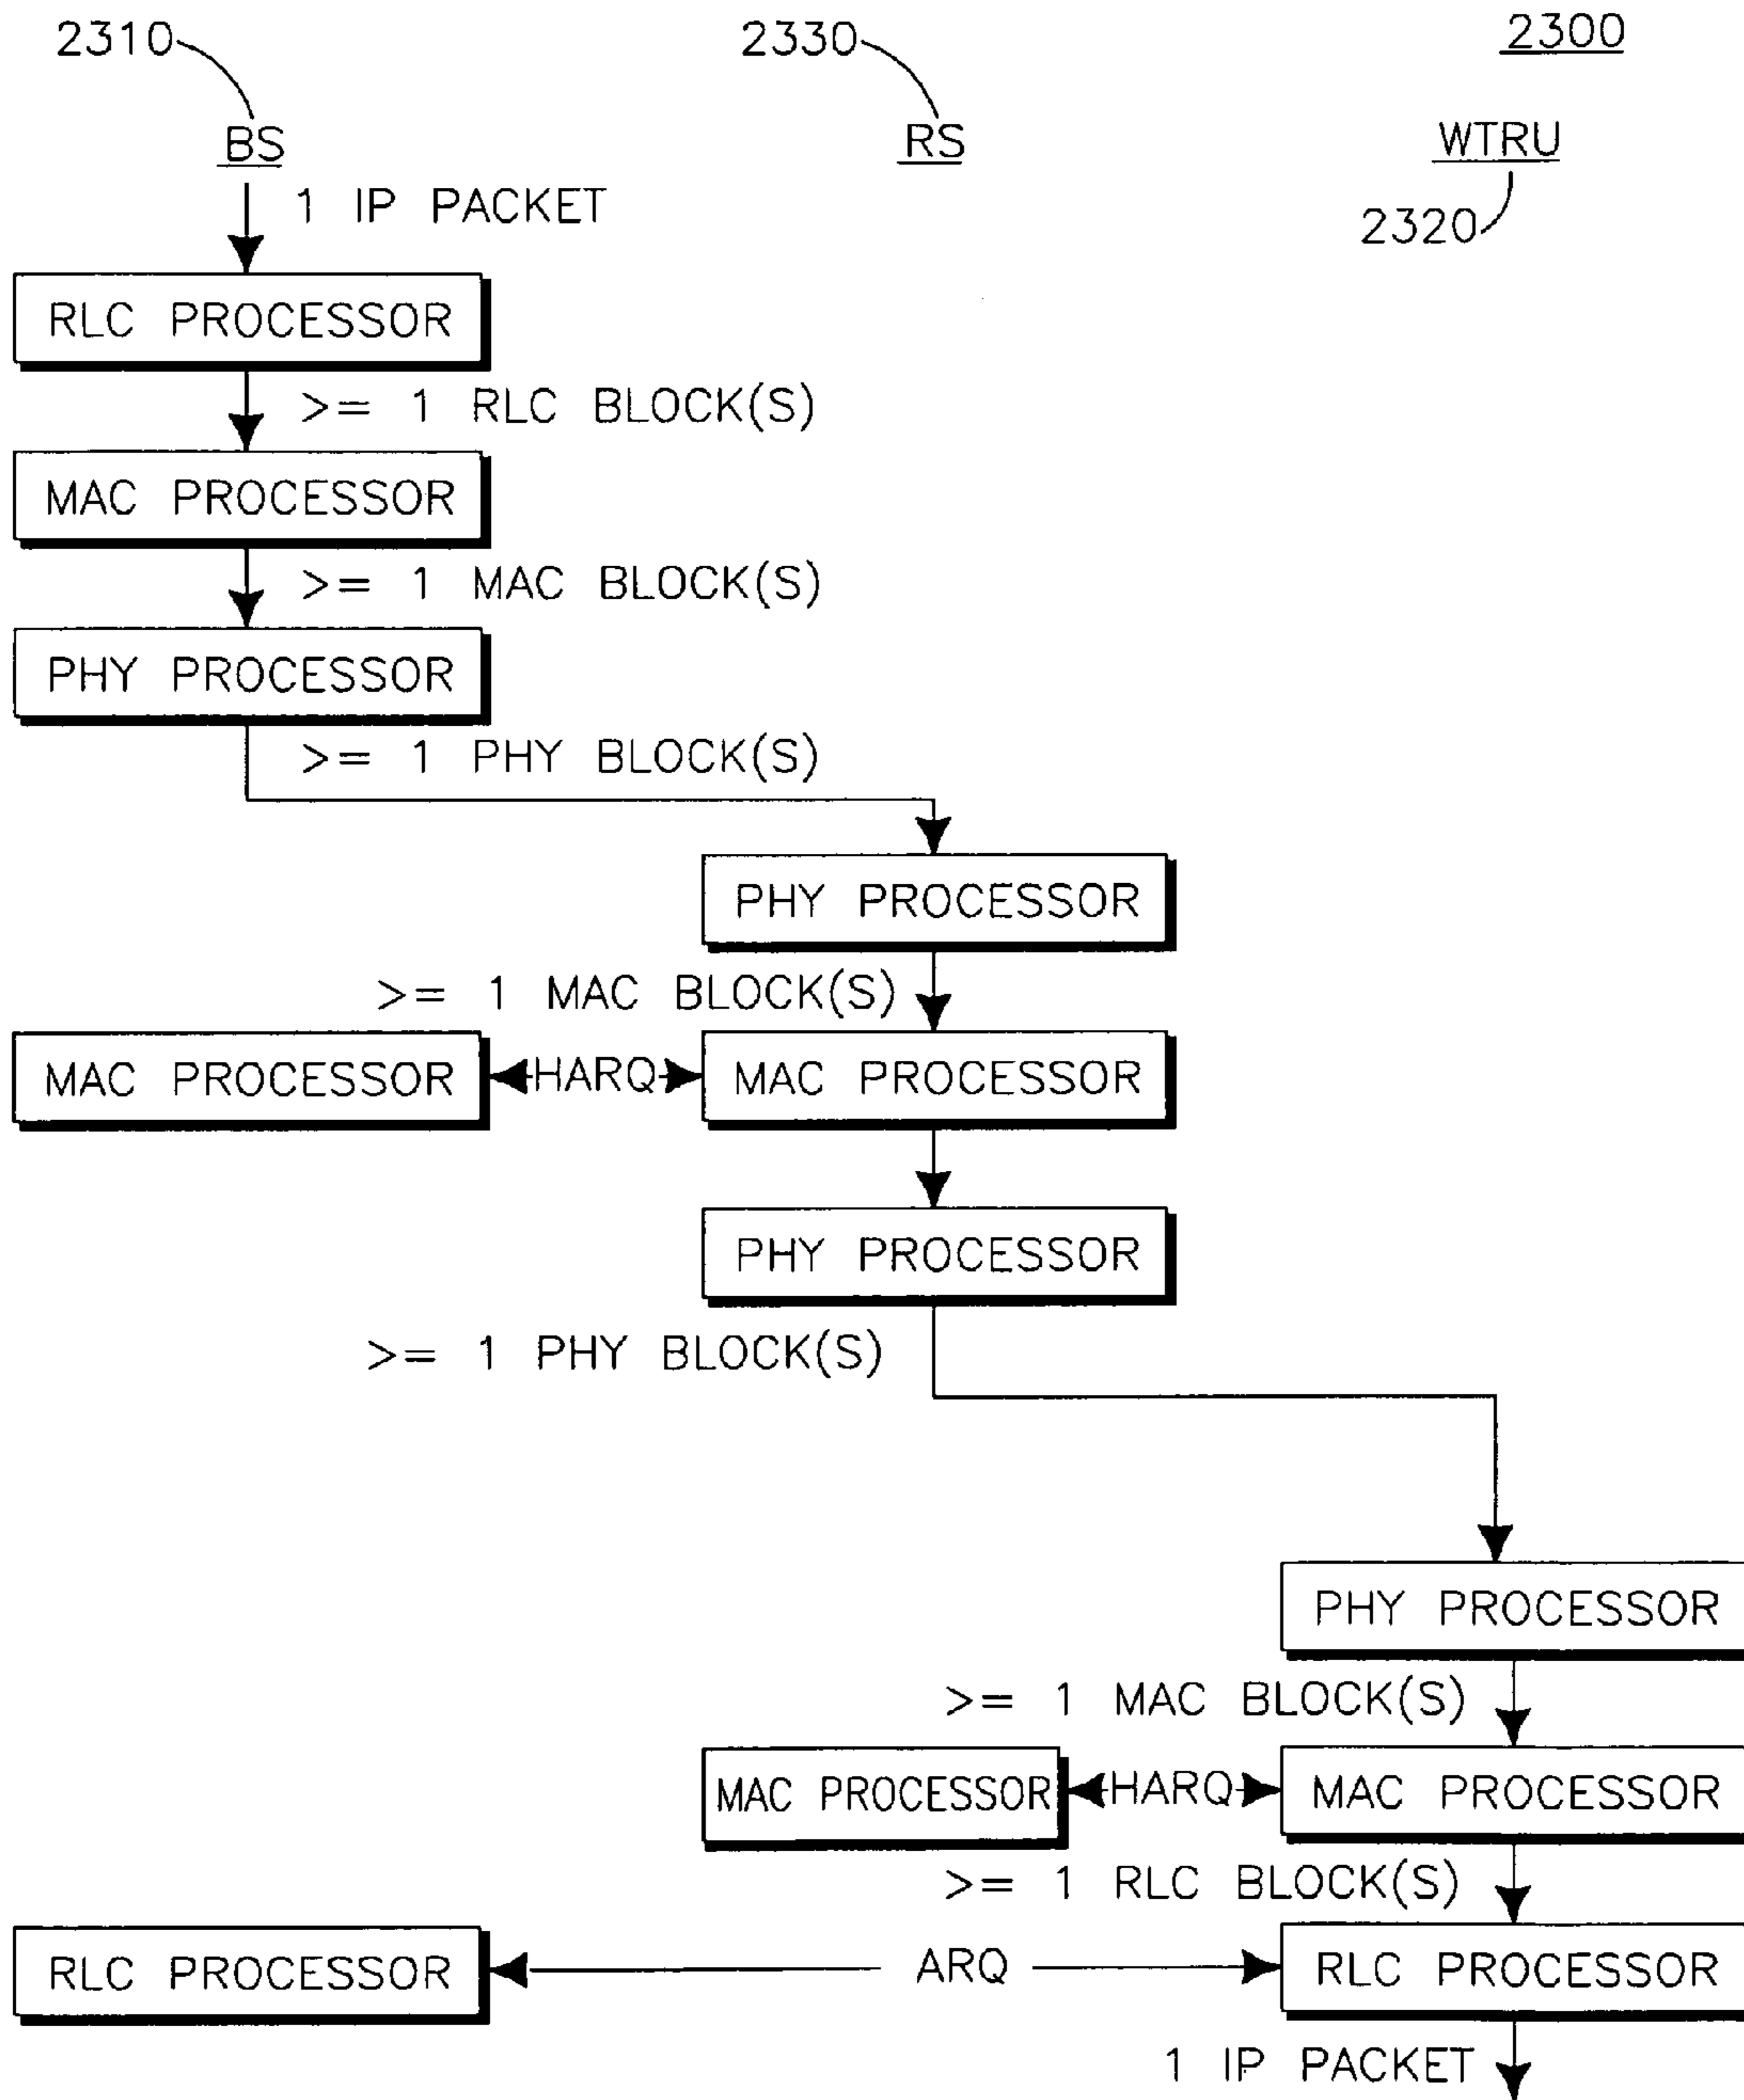 2310
2330
2300
BS
RS
WTRU
2320
1 IP PACKET
RLC PROCESSOR
>= 1 RLC BLOCK(S)
MAC PROCESSOR
>= 1 MAC BLOCK(S)
PHY PROCESSOR
>= 1 PHY BLOCK(S)
PHY PROCESSOR
>= 1 MAC BLOCK(S)
MAC PROCESSOR
HARQ
MAC PROCESSOR
PHY PROCESSOR
>= 1 PHY BLOCK(S)
PHY PROCESSOR
>= 1 MAC BLOCK(S)
MAC PROCESSOR
HARQ
MAC PROCESSOR
>= 1 RLC BLOCK(S)
RLC PROCESSOR
ARQ
RLC PROCESSOR
1 IP PACKET